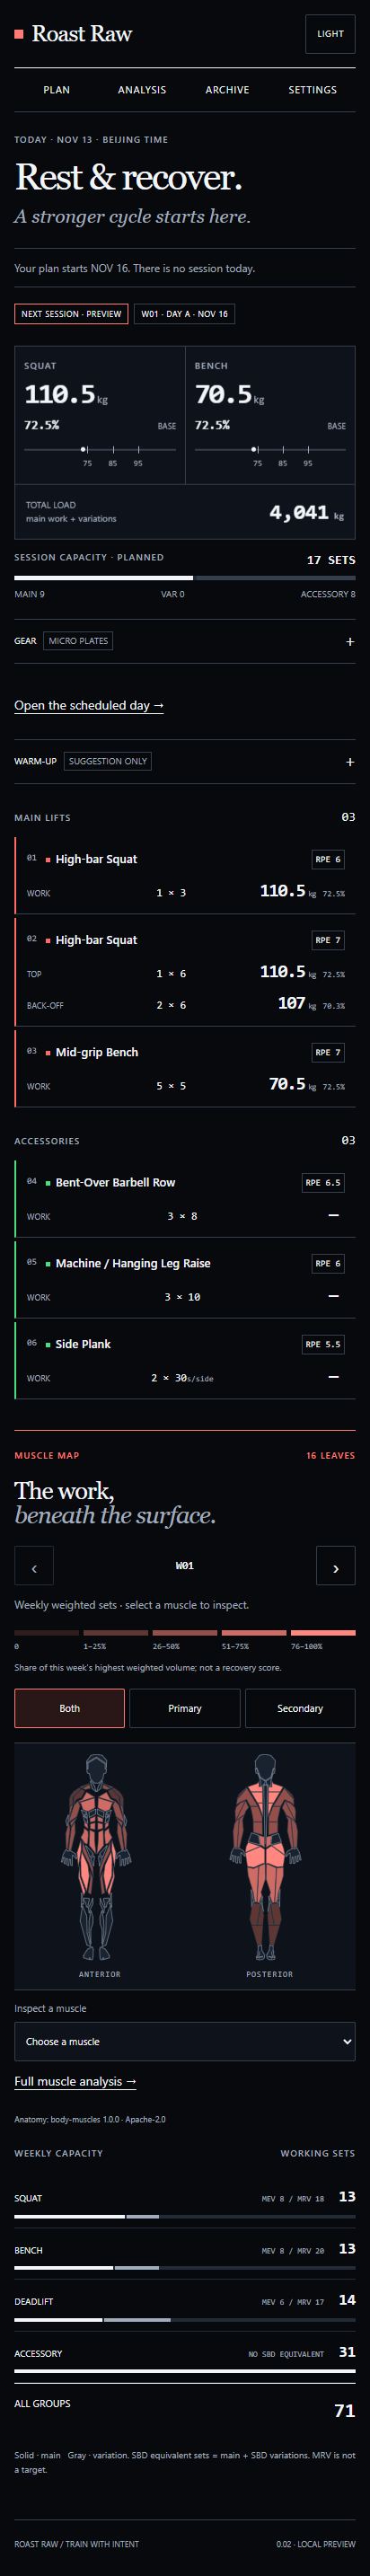 Roast Raw
LIGHT
PLAN ANALYSIS ARCHIVE SETTINGS
TODAY · NOV 13 · BEIJING TIME
Rest & recover.
A stronger cycle starts here.
Your plan starts NOV 16. There is no session today.
NEXT SESSION · PREVIEW W01 · DAY A · NOV 16
SQUAT
110.5 kg
72.5% BASE
75 85 95
BENCH
70.5 kg
72.5% BASE
75 85 95
TOTAL LOAD
main work + variations
4,041 kg
SESSION CAPACITY · PLANNED 17 SETS
MAIN 9 VAR 0 ACCESSORY 8
GEAR MICRO PLATES +
Open the scheduled day →
WARM-UP SUGGESTION ONLY +
MAIN LIFTS 03
01 High-bar Squat RPE 6
WORK 1 × 3 110.5 kg 72.5%
02 High-bar Squat RPE 7
TOP 1 × 6 110.5 kg 72.5%
BACK-OFF 2 × 6 107 kg 70.3%
03 Mid-grip Bench RPE 7
WORK 5 × 5 70.5 kg 72.5%
ACCESSORIES 03
04 Bent-Over Barbell Row RPE 6.5
WORK 3 × 8 —
05 Machine / Hanging Leg Raise RPE 6
WORK 3 × 10 —
06 Side Plank RPE 5.5
WORK 2 × 30s/side —
MUSCLE MAP 16 LEAVES
The work,
beneath the surface.
‹ W01 ›
Weekly weighted sets · select a muscle to inspect.
0 1–25% 26–50% 51–75% 76–100%
Share of this week's highest weighted volume; not a recovery score.
Both Primary Secondary
ANTERIOR POSTERIOR
Inspect a muscle
Choose a muscle
Full muscle analysis →
Anatomy: body-muscles 1.0.0 · Apache-2.0
WEEKLY CAPACITY WORKING SETS
SQUAT MEV 8 / MRV 18 13
BENCH MEV 8 / MRV 20 13
DEADLIFT MEV 6 / MRV 17 14
ACCESSORY NO SBD EQUIVALENT 31
ALL GROUPS 71
Solid · main Gray · variation. SBD equivalent sets = main + SBD variations. MRV is not
a target.
ROAST RAW / TRAIN WITH INTENT 0.02 · LOCAL PREVIEW